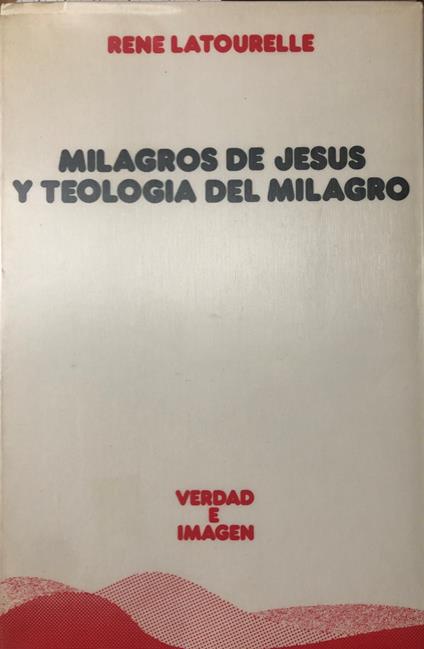 RENE LATOURELLE
MILAGROS DE JESUS
Y TEOLOGIA DEL MILAGRO
VERDAD
E
IMAGEN